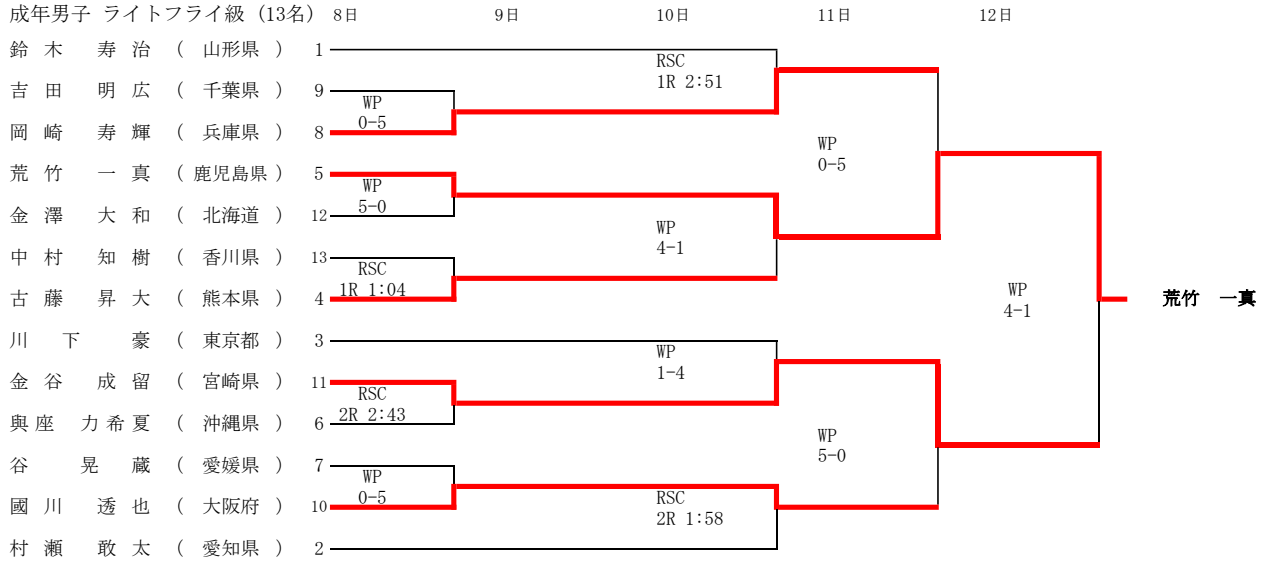 成年男子 ライトフライ級 (13名) 8日 9日 10日 11日 12日
鈴木 寿治 ( 山形県 ) 1
RSC
1R 2:51
吉田 明広 ( 千葉県 ) 9
WP
0-5
岡崎 寿輝 ( 兵庫県 ) 8
WP
0-5
荒竹 一真 ( 鹿児島県 ) 5
WP
5-0
金澤 大和 ( 北海道 ) 12
WP
4-1
中村 知樹 ( 香川県 ) 13
RSC
1R 1:04
古藤 昇大 ( 熊本県 ) 4
WP
4-1
荒竹 一真
川下 豪 ( 東京都 ) 3
WP
1-4
金谷 成留 ( 宮崎県 ) 11
RSC
2R 2:43
與座 力希夏 ( 沖縄県 ) 6
WP
5-0
谷 晃蔵 ( 愛媛県 ) 7
WP
0-5
國川 透也 ( 大阪府 ) 10
RSC
2R 1:58
村瀬 敢太 ( 愛知県 ) 2